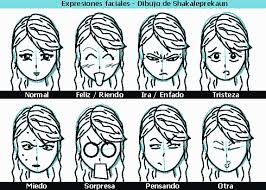 Expresiones faciales - Dibujo de Shakaleprekaun
Normal Feliz / Riendo Ira / Enfado Tristeza
Miedo Sorpresa Pensando Otra